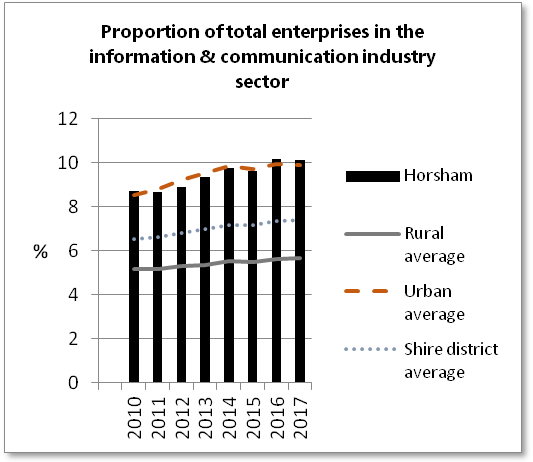 Proportion of total enterprises in the
information & communication industry
sector
12
10
8
6
4
2
0
%
2010
2011
2012
2013
2014
2015
2016
2017
Horsham
Rural
average
Urban
average
Shire district
average